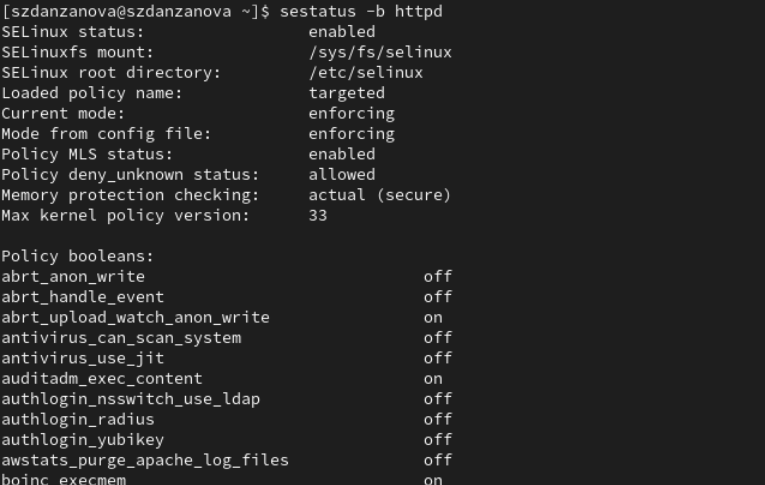 [szdanzanova@szdanzanova ~]$ sestatus -b httpd
SELinux status:                 enabled
SELinuxfs mount:                /sys/fs/selinux
SELinux root directory:         /etc/selinux
Loaded policy name:             targeted
Current mode:                   enforcing
Mode from config file:          enforcing
Policy MLS status:              enabled
Policy deny_unknown status:     allowed
Memory protection checking:     actual (secure)
Max kernel policy version:      33

Policy booleans:
abrt_anon_write                             off
abrt_handle_event                           off
abrt_upload_watch_anon_write                on
antivirus_can_scan_system                   off
antivirus_use_jit                           off
auditadm_exec_content                       on
authlogin_nsswitch_use_ldap                 off
authlogin_radius                            off
authlogin_yubikey                           off
awstats_purge_apache_log_files              off
boinc_execmem                               on